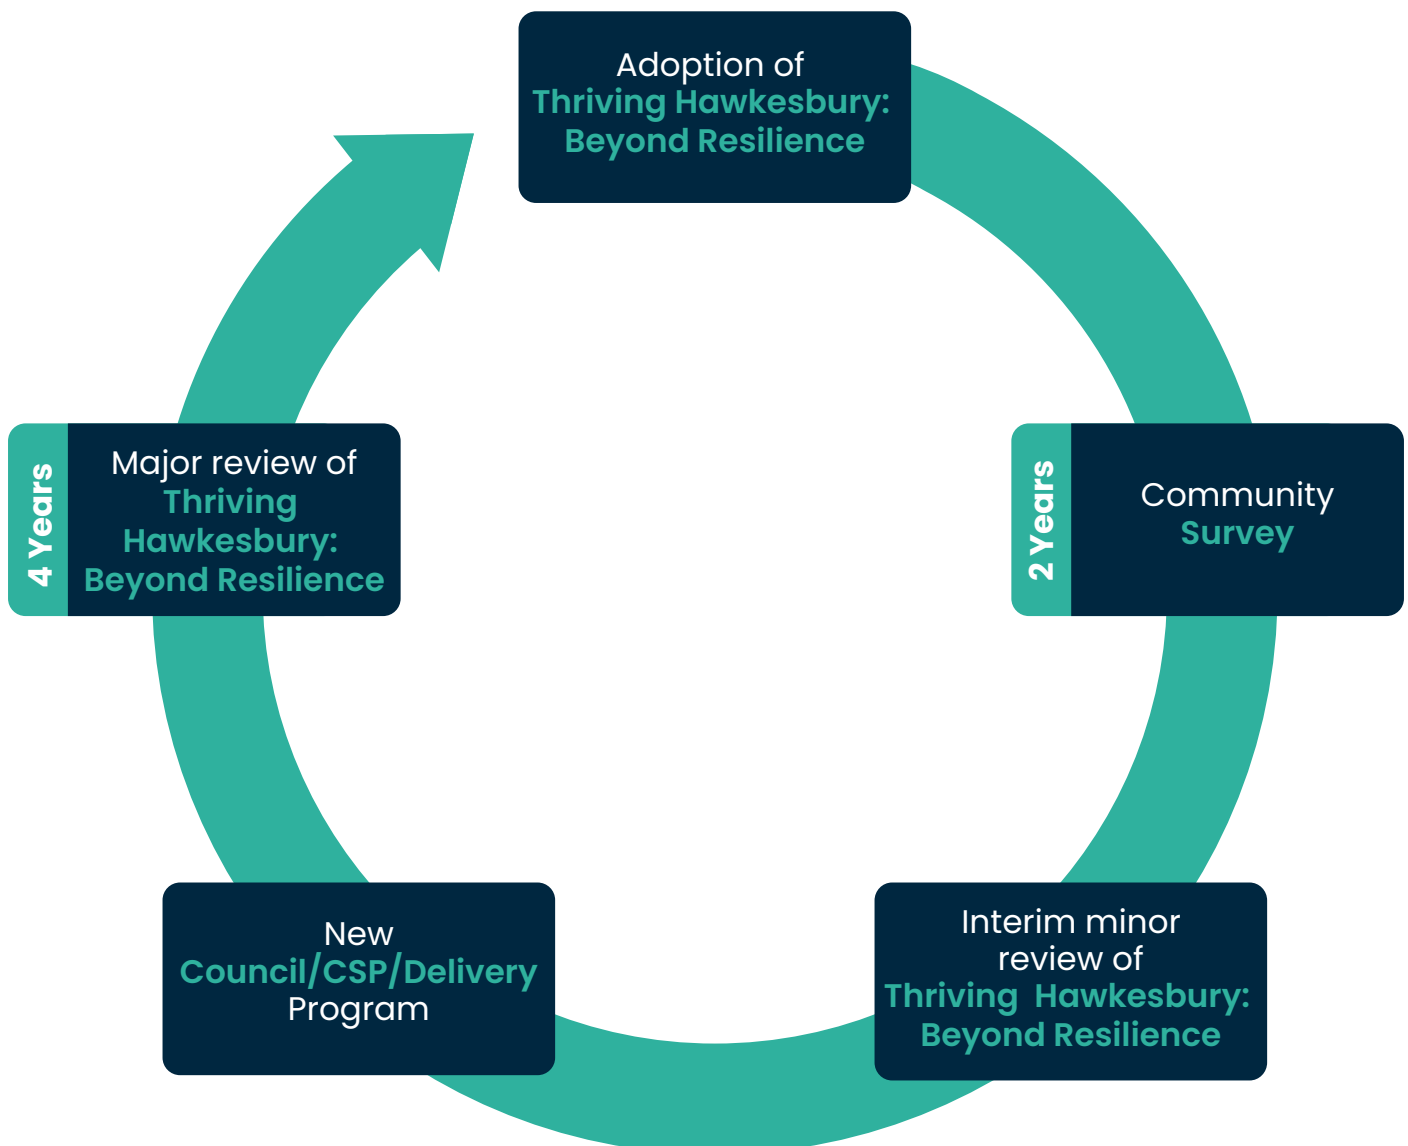 Adoption of
Thriving Hawkesbury:
Beyond Resilience
2 Years
Community
Survey
Interim minor
review of
Thriving Hawkesbury:
Beyond Resilience
New
Council/CSP/Delivery
Program
4 Years
Major review of
Thriving
Hawkesbury:
Beyond Resilience